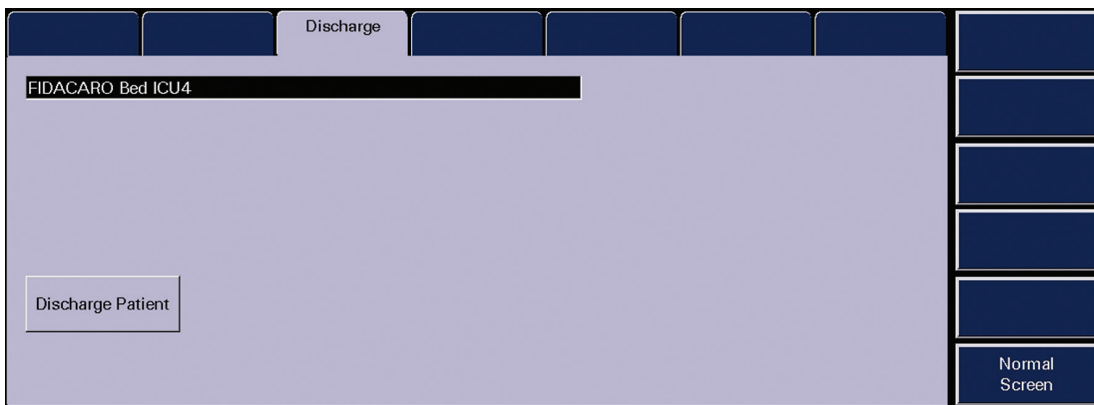 Discharge
FIDACARO Bed ICU4
Discharge Patient
Normal
Screen